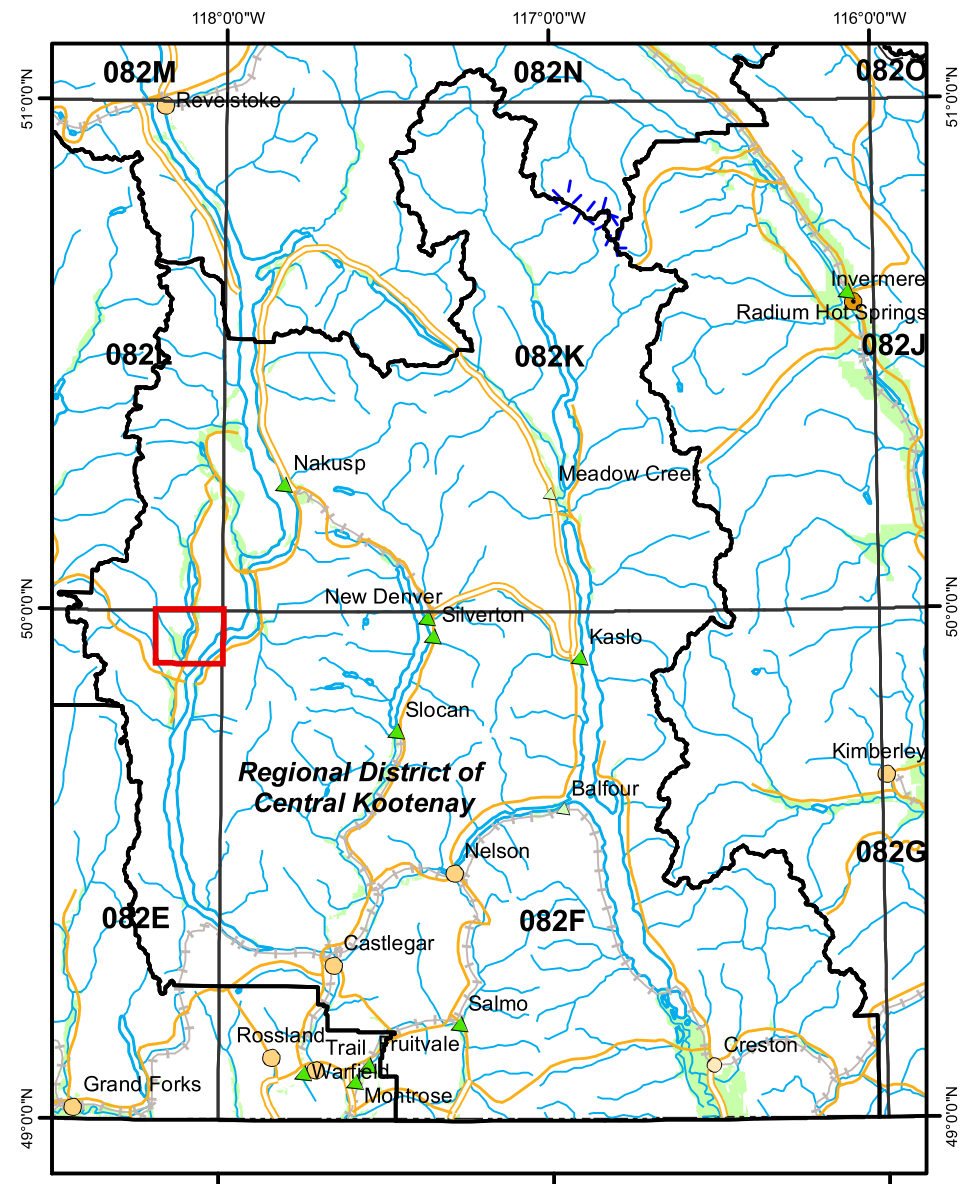 118°0'0"W
117°0'0"W
116°0'0"W
51°0'0"N
51°0'0"N
082M
082N
082O
Revelstoke
Invermere
Radium Hot Springs
082L
082K
082J
Nakusp
Meadow Creek
50°0'0"N
50°0'0"N
New Denver
Silverton
Kaslo
Slocan
Kimberley
Regional District of
Central Kootenay
Balfour
Nelson
082G
082E
082F
Castlegar
Salmo
Rossland
Trail
Fruitvale
Creston
Warfield
Grand Forks
Montrose
49°0'0"N
49°0'0"N